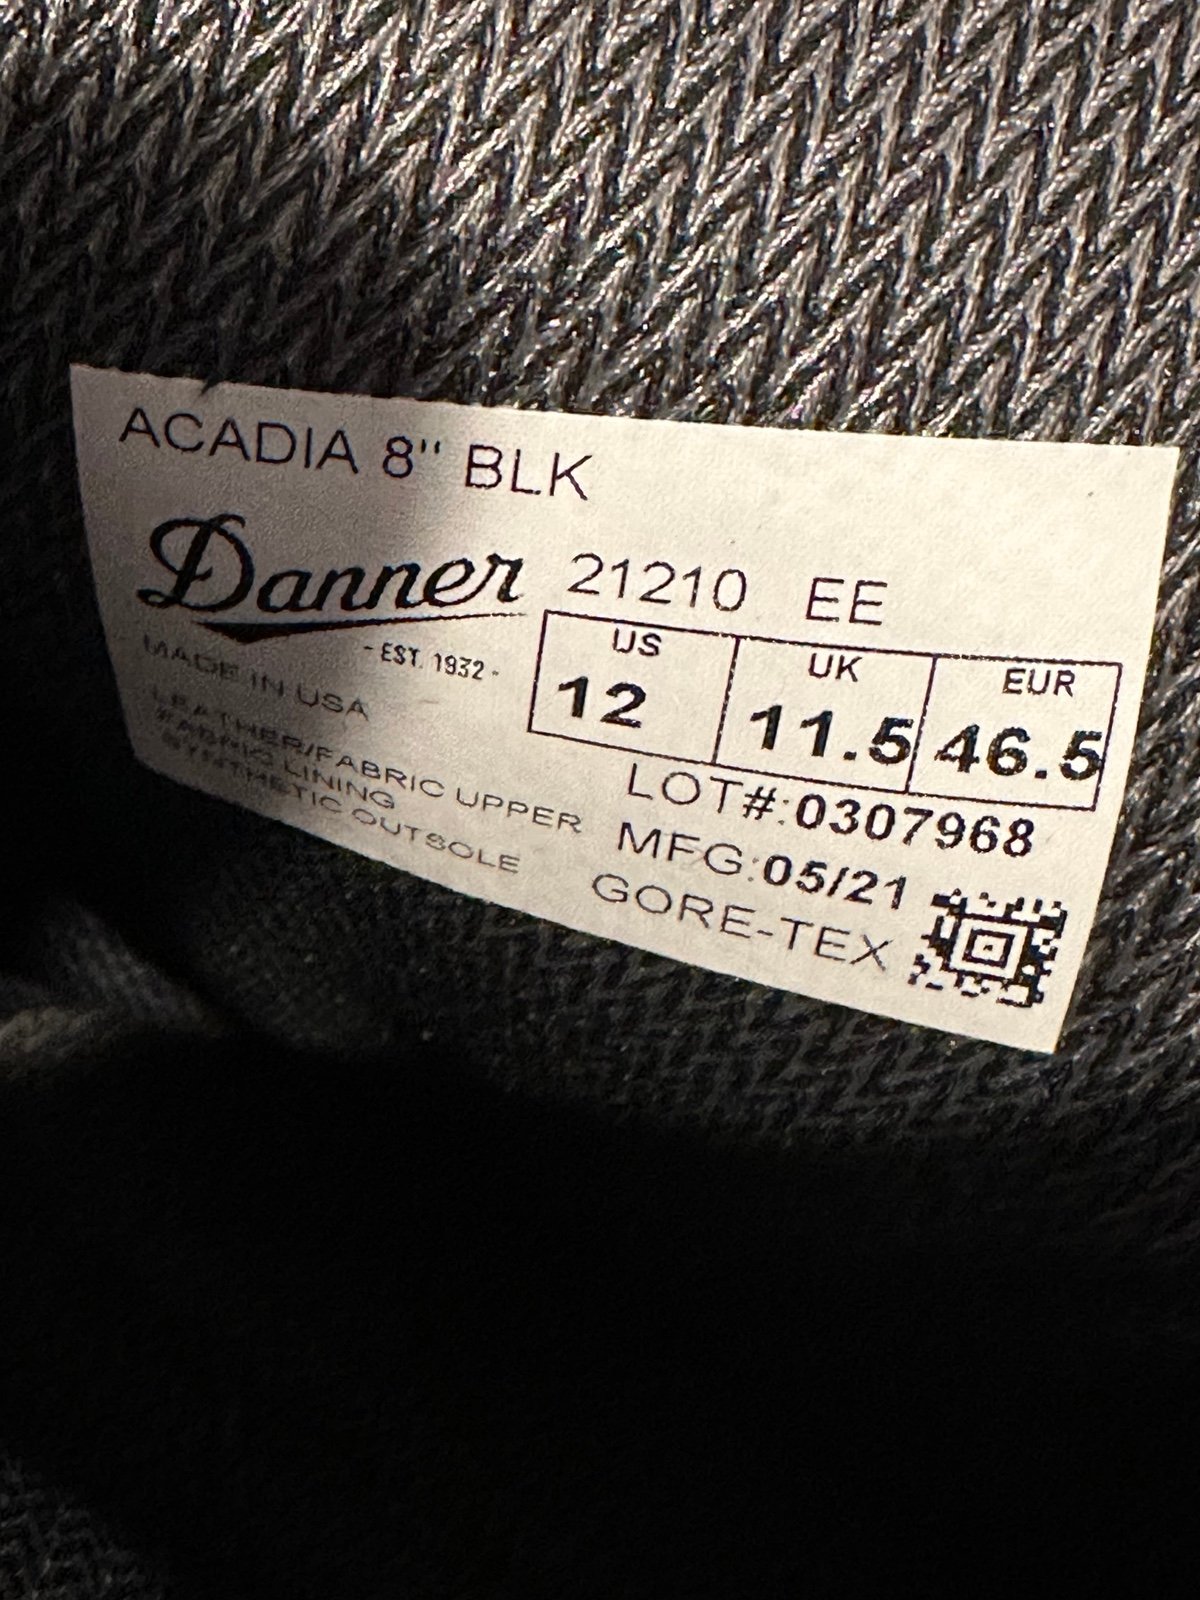 ACADIA 8" BLK
Danner 21210 EE
- EST. 1932 -
US UK EUR
12 11.5 46.5
MADE IN USA
LEATHER/FABRIC UPPER
FABRIC LINING
SYNTHETIC OUTSOLE
LOT#:0307968
MFG:05/21
GORE-TEX